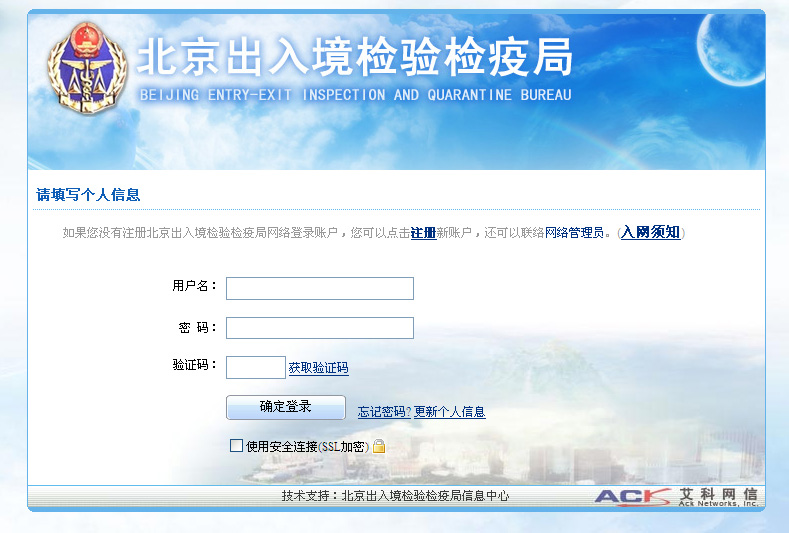 北京出入境检验检疫局
BEIJING ENTRY-EXIT INSPECTION AND QUARANTINE BUREAU
请填写个人信息
如果您没有注册北京出入境检验检疫局网络登录账户，您可以点击注册新账户，还可以联络网络管理员。(入网须知)
用户名：
密 码：
验证码： 获取验证码
确定登录 忘记密码? 更新个人信息
使用安全连接(SSL加密)
技术支持：北京出入境检验检疫局信息中心 ACK 艾科网信
Ack Networks, Inc.